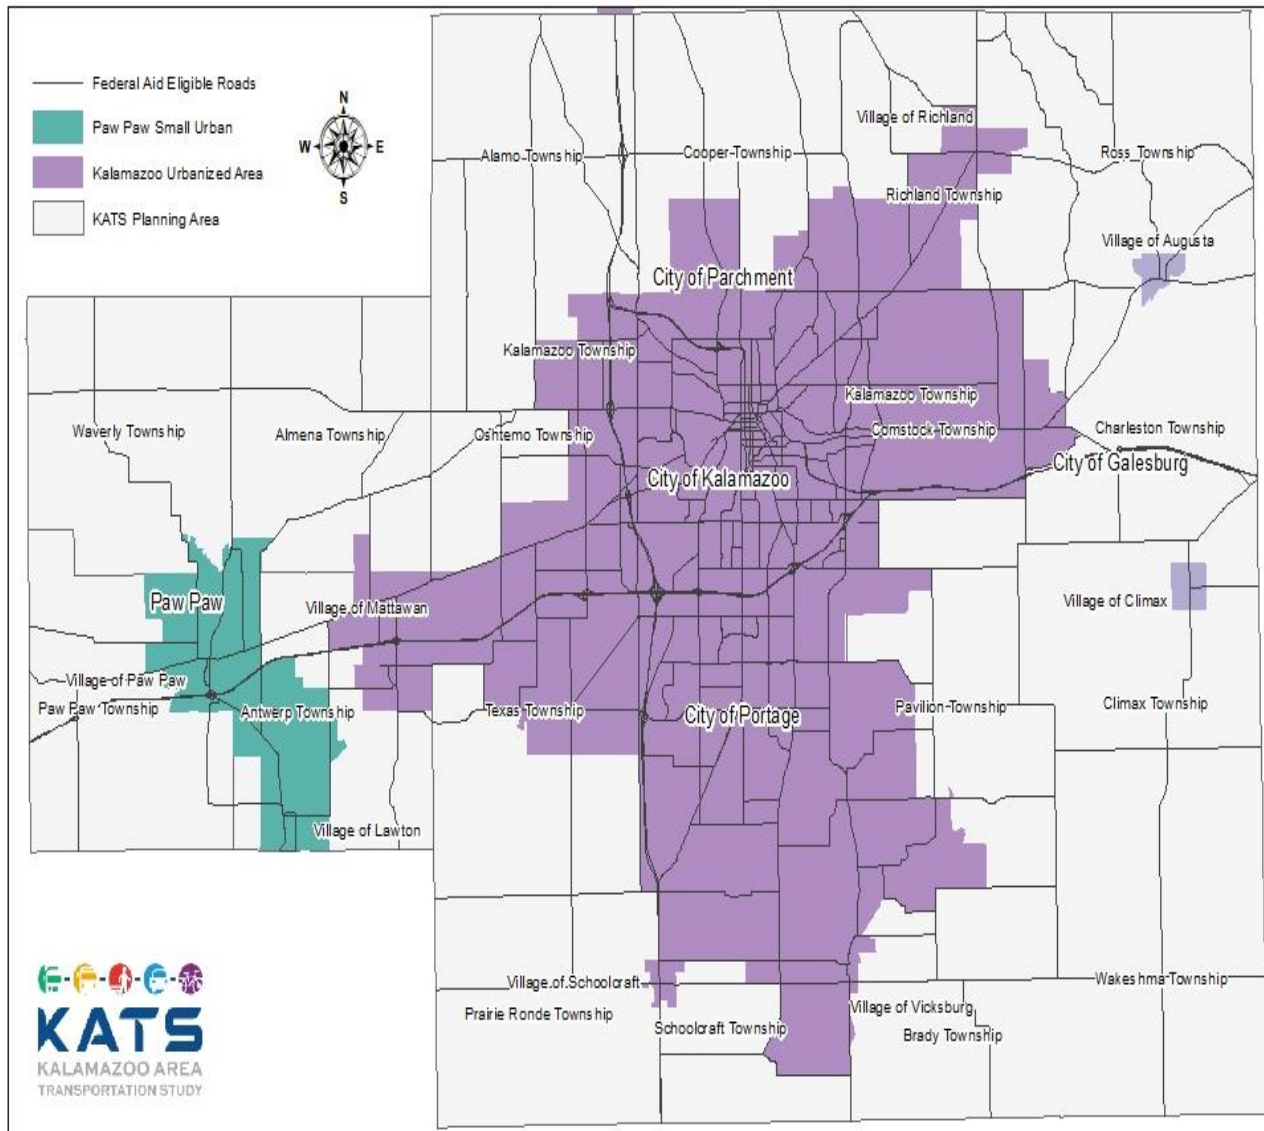 Federal Aid Eligible Roads
Paw Paw Small Urban
Kalamazoo Urbanized Area
KATS Planning Area
N
W
E
S
Village of Richland
Alamo Township
Cooper Township
Ross Township
Richland Township
Village of Augusta
City of Parchment
Kalamazoo Township
Kalamazoo Township
Waverly Township
Almena Township
Oshtemo Township
Comstock Township
Charleston Township
City of Galesburg
City of Kalamazoo
Paw Paw
Village of Mattawan
Village of Climax
Village of Paw Paw
Paw Paw Township
Antwerp Township
Texas Township
City of Portage
Pavilion Township
Climax Township
Village of Lawton
Village of Schoolcraft
Wakeshma Township
Prairie Ronde Township
Schoolcraft Township
Village of Vicksburg
Brady Township
KATS
KALAMAZOO AREA
TRANSPORTATION STUDY